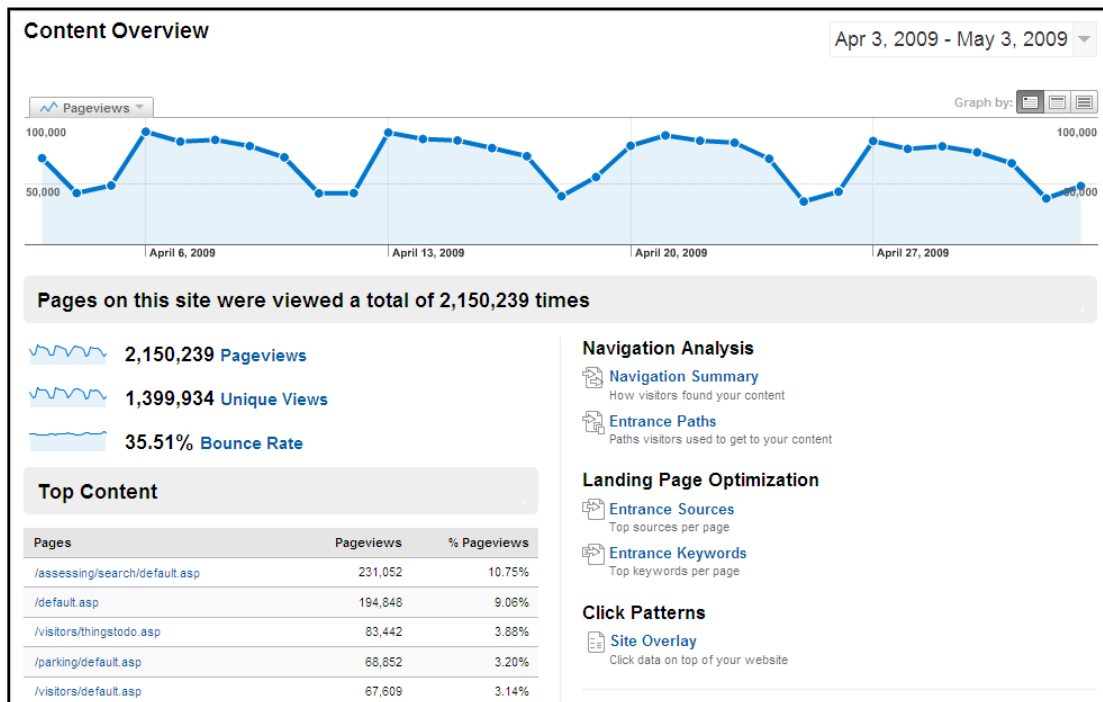 Content Overview
Apr 3, 2009 - May 3, 2009
Pageviews
Graph by:
100,000
100,000
50,000
50,000
April 6, 2009
April 13, 2009
April 20, 2009
April 27, 2009
Pages on this site were viewed a total of 2,150,239 times
2,150,239 Pageviews
1,399,934 Unique Views
35.51% Bounce Rate
Top Content
Pages Pageviews % Pageviews
/assessing/search/default.asp 231,052 10.75%
/default.asp 194,848 9.06%
/visitors/thingstodo.asp 83,442 3.88%
/parking/default.asp 68,852 3.20%
/visitors/default.asp 67,609 3.14%
Navigation Analysis
Navigation Summary
How visitors found your content
Entrance Paths
Paths visitors used to get to your content
Landing Page Optimization
Entrance Sources
Top sources per page
Entrance Keywords
Top keywords per page
Click Patterns
Site Overlay
Click data on top of your website